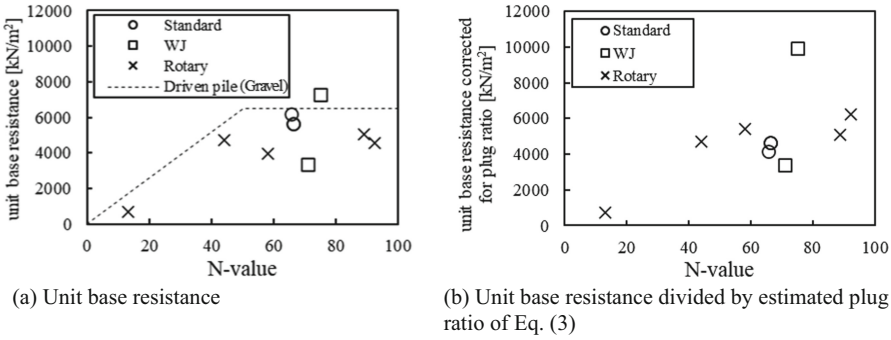 unit base resistance [kN/m²]
12000
10000
8000
6000
4000
2000
0
Standard
WJ
Rotary
Driven pile (Gravel)
0 20 40 60 80 100
N-value
(a) Unit base resistance
unit base resistance corrected
for plug ratio [kN/m²]
12000
10000
8000
6000
4000
2000
0
Standard
WJ
Rotary
0 20 40 60 80 100
N-value
(b) Unit base resistance divided by estimated plug
ratio of Eq. (3)